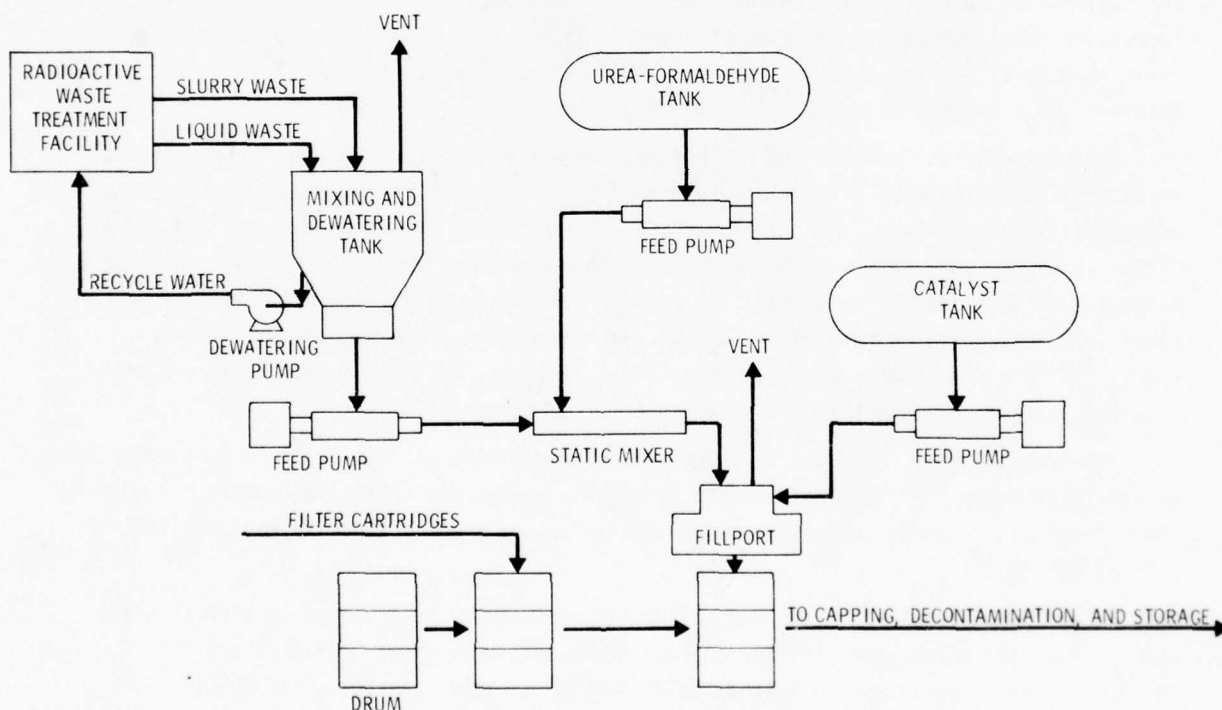 VENT
RADIOACTIVE
WASTE
TREATMENT
FACILITY
SLURRY WASTE
LIQUID WASTE
UREA-FORMALDEHYDE
TANK
MIXING AND
DEWATERING
TANK
FEED PUMP
RECYCLE WATER
DEWATERING
PUMP
CATALYST
TANK
VENT
FEED PUMP
STATIC MIXER
FEED PUMP
FILTER CARTRIDGES
FILLPORT
TO CAPPING, DECONTAMINATION, AND STORAGE
DRUM